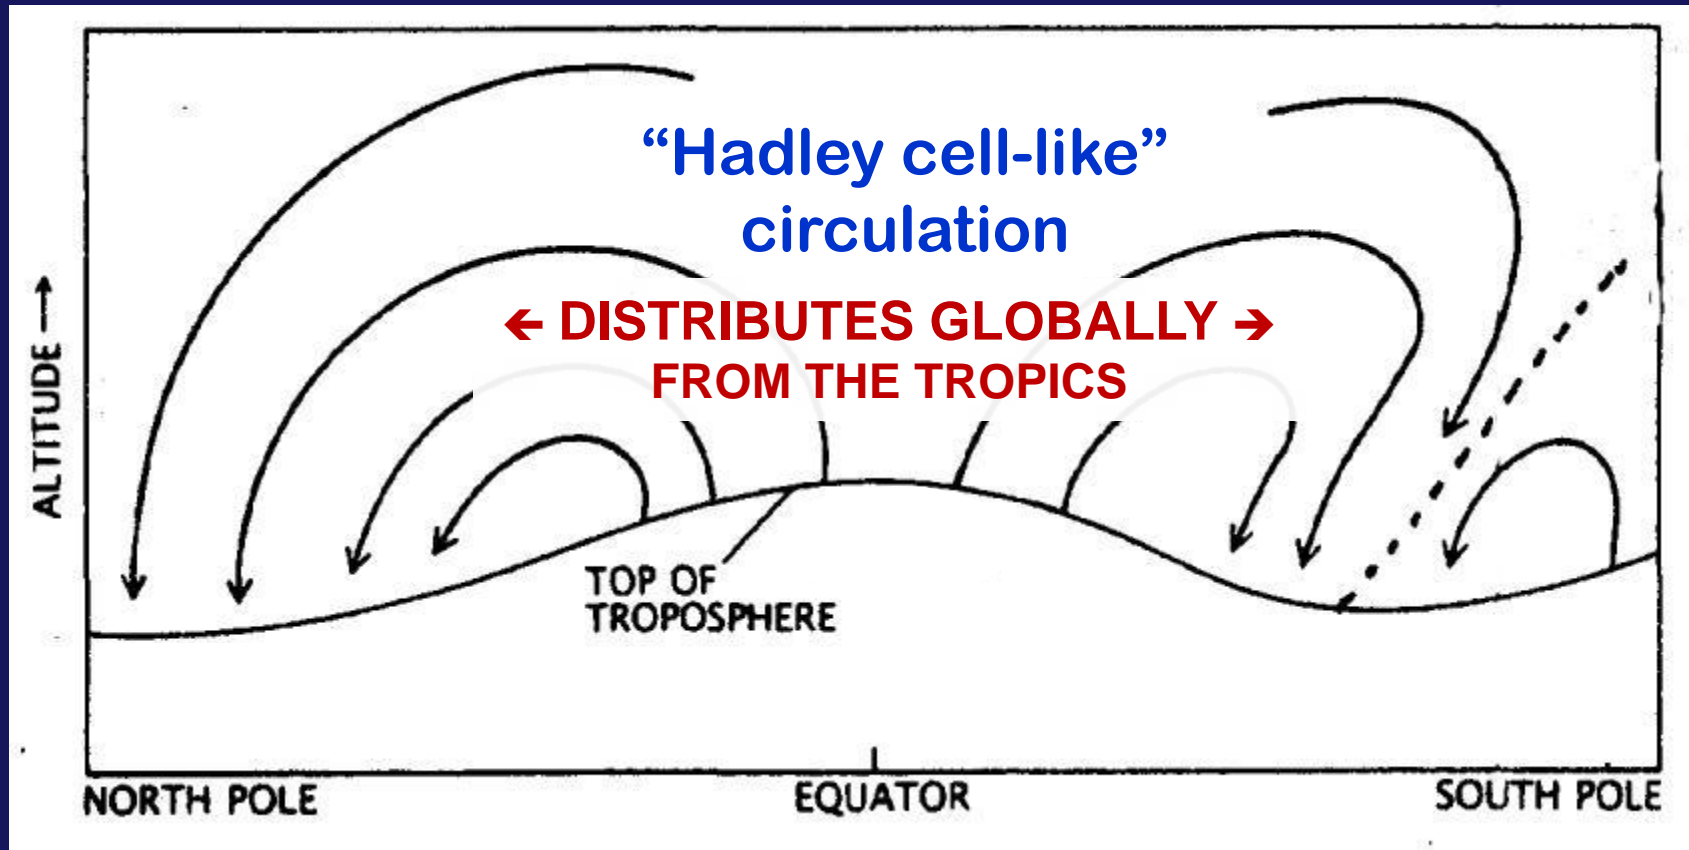 “Hadley cell-like”
circulation
← DISTRIBUTES GLOBALLY →
FROM THE TROPICS
ALTITUDE →
TOP OF
TROPOSPHERE
NORTH POLE
EQUATOR
SOUTH POLE